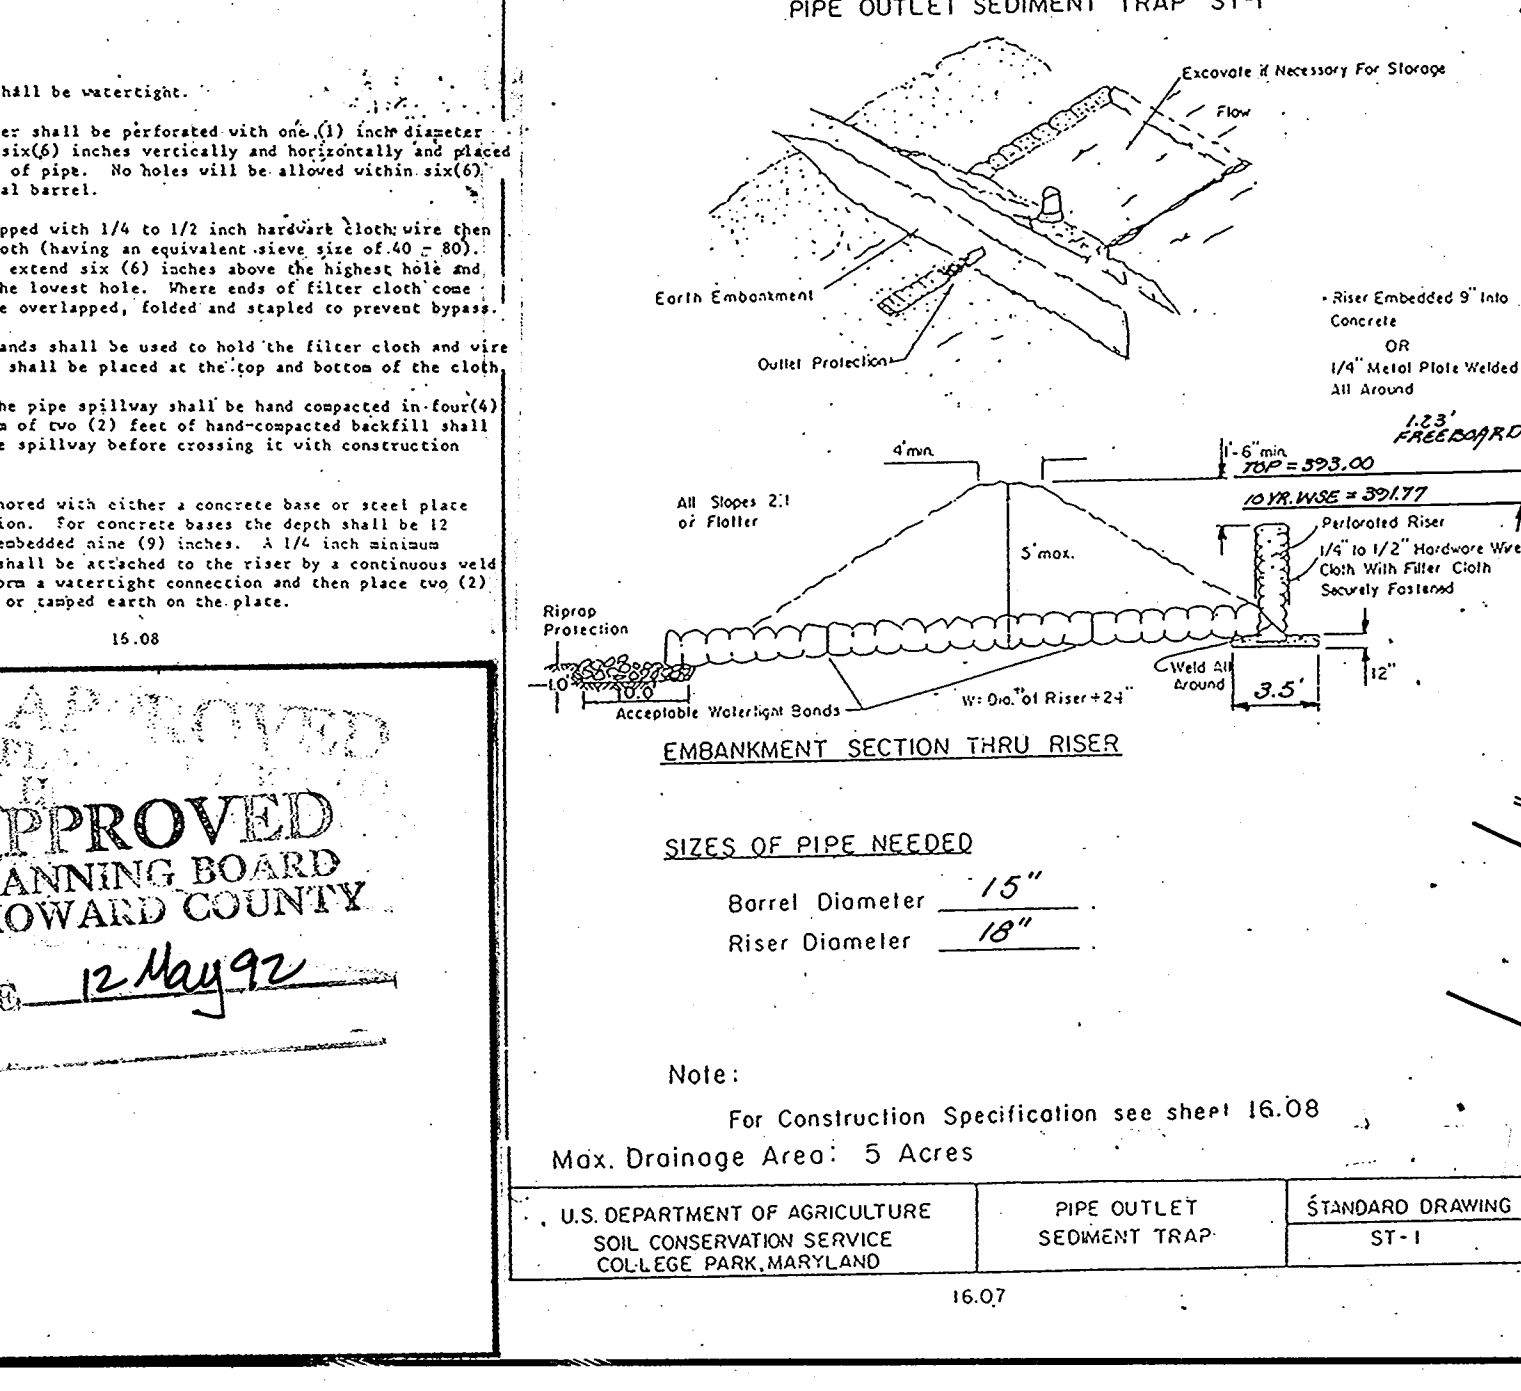 PIPE OUTLET SEDIMENT TRAP ST-1
hall be watertight.
er shall be perforated with one (1) inch diameter
six(6) inches vertically and horizontally and placed
of pipe. No holes will be allowed within six(6)
al barrel.
pped with 1/4 to 1/2 inch hardware cloth wire then
oth (having an equivalent sieve size of 40 - 80).
extend six (6) inches above the highest hole and
he lowest hole. Where ends of filter cloth come
e overlapped, folded and stapled to prevent bypass.
ands shall be used to hold the filter cloth and wire
shall be placed at the top and bottom of the cloth.
he pipe spillway shall be hand compacted in four(4)
m of two (2) feet of hand-compacted backfill shall
e spillway before crossing it with construction
hored with either a concrete base or steel plate
ion. For concrete bases the depth shall be 12
embedded nine (9) inches. A 1/4 inch minimum
shall be attached to the riser by a continuous weld
orm a watertight connection and then place two (2)
or tamped earth on the plate.
16.08
APPROVED
PPROVED
ANNING BOARD
HOWARD COUNTY
E 12 May 92
Excavate if Necessary For Storage
Flow
Earth Embankment
Outlet Protection
• Riser Embedded 9" Into
Concrete
OR
1/4" Metal Plate Welded
All Around
1.23'
FREEBOARD
4' min.
1'-6" min.
TOP = 393.00
10 YR. WSE = 391.77
All Slopes 2:1
or Flatter
5' max.
Perforated Riser
1/4" to 1/2" Hardware Wire
Cloth With Filter Cloth
Securely Fastened
Riprap
Protection
1.0'
10.0'
Acceptable Watertight Bands
W= Dia. of Riser+24"
Weld All
Around
3.5'
12"
EMBANKMENT SECTION THRU RISER
SIZES OF PIPE NEEDED
Barrel Diameter 15"
Riser Diameter 18"
Note:
For Construction Specification see sheet 16.08
Max. Drainage Area: 5 Acres
U.S. DEPARTMENT OF AGRICULTURE
SOIL CONSERVATION SERVICE
COLLEGE PARK, MARYLAND
PIPE OUTLET
SEDIMENT TRAP
STANDARD DRAWING
ST-1
16.07